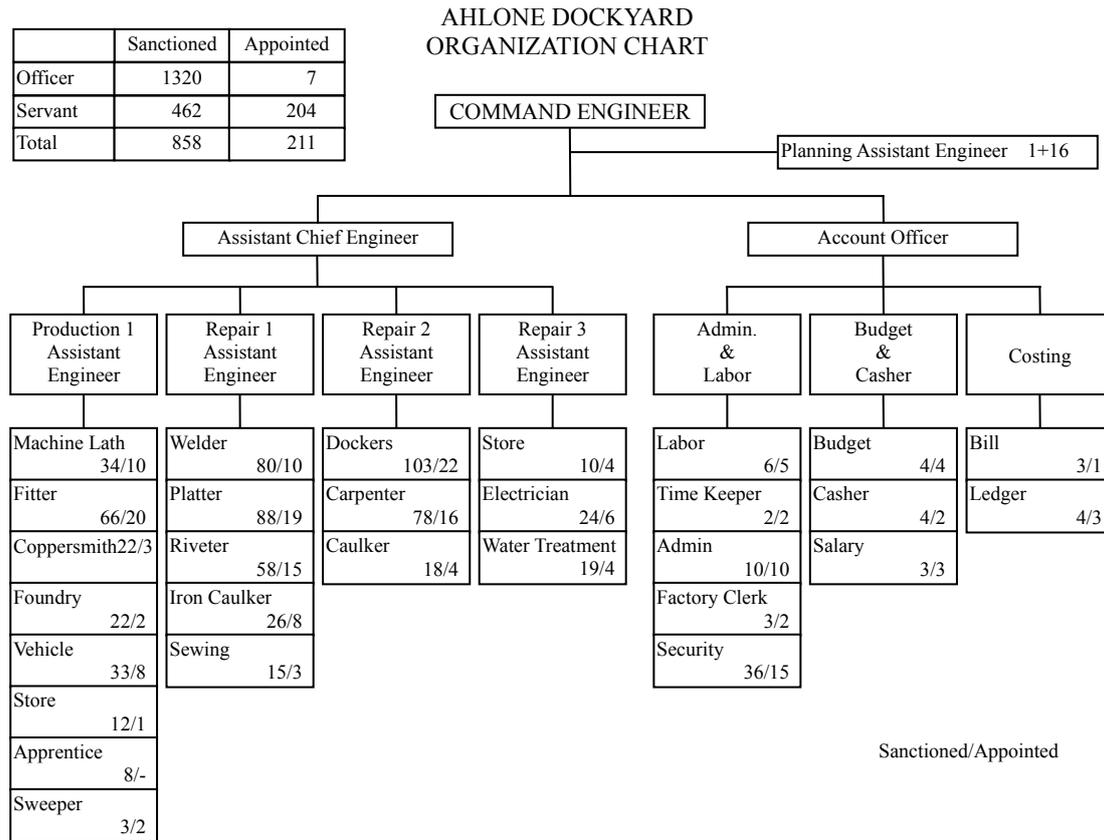 AHLONE DOCKYARD
ORGANIZATION CHART
Sanctioned Appointed
Officer 1320 7
Servant 462 204
Total 858 211
COMMAND ENGINEER
Planning Assistant Engineer 1+16
Assistant Chief Engineer
Account Officer
Production 1
Assistant
Engineer
Repair 1
Assistant
Engineer
Repair 2
Assistant
Engineer
Repair 3
Assistant
Engineer
Admin.
&
Labor
Budget
&
Casher
Costing
Machine Lath
34/10
Fitter
66/20
Coppersmith22/3
Foundry
22/2
Vehicle
33/8
Store
12/1
Apprentice
8/-
Sweeper
3/2
Welder
80/10
Platter
88/19
Riveter
58/15
Iron Caulker
26/8
Sewing
15/3
Dockers
103/22
Carpenter
78/16
Caulker
18/4
Store
10/4
Electrician
24/6
Water Treatment
19/4
Labor
6/5
Time Keeper
2/2
Admin
10/10
Factory Clerk
3/2
Security
36/15
Budget
4/4
Casher
4/2
Salary
3/3
Bill
3/1
Ledger
4/3
Sanctioned/Appointed